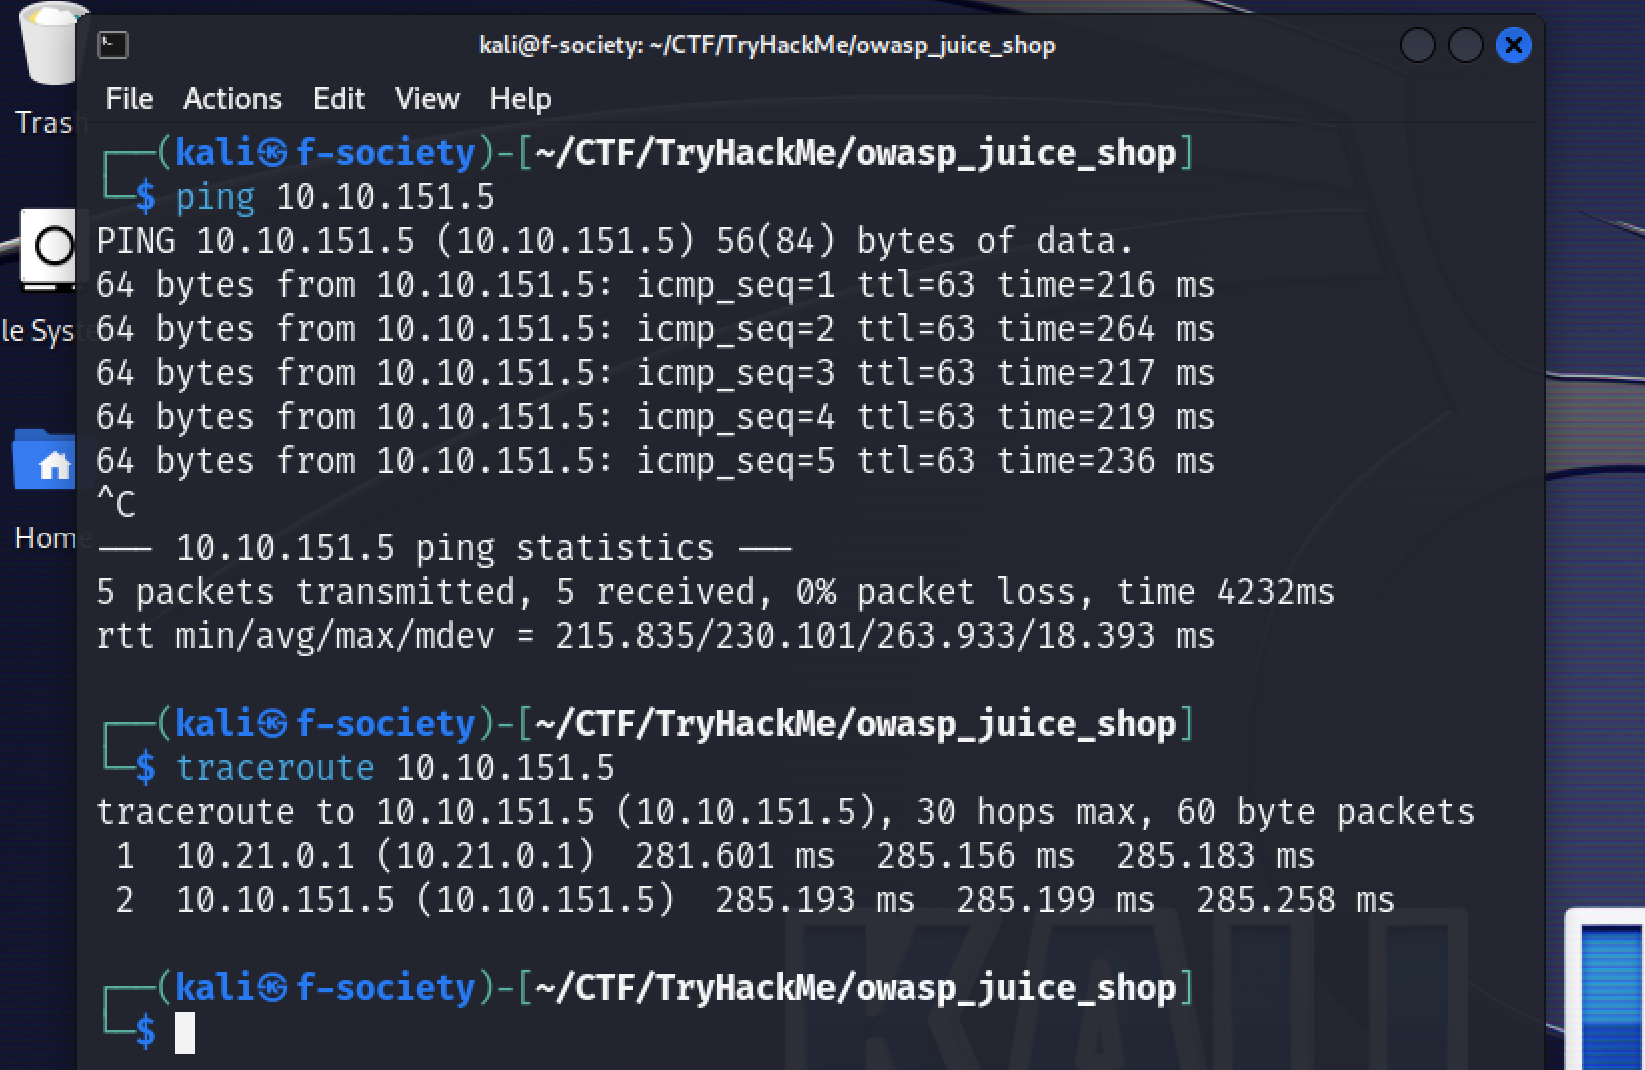 kali@f-society: ~/CTF/TryHackMe/owasp_juice_shop
File Actions Edit View Help
Trash
┌──(kali㉿f-society)-[~/CTF/TryHackMe/owasp_juice_shop]
└─$ ping 10.10.151.5
PING 10.10.151.5 (10.10.151.5) 56(84) bytes of data.
64 bytes from 10.10.151.5: icmp_seq=1 ttl=63 time=216 ms
le Syste
64 bytes from 10.10.151.5: icmp_seq=2 ttl=63 time=264 ms
64 bytes from 10.10.151.5: icmp_seq=3 ttl=63 time=217 ms
64 bytes from 10.10.151.5: icmp_seq=4 ttl=63 time=219 ms
64 bytes from 10.10.151.5: icmp_seq=5 ttl=63 time=236 ms
^C
Home
--- 10.10.151.5 ping statistics ---
5 packets transmitted, 5 received, 0% packet loss, time 4232ms
rtt min/avg/max/mdev = 215.835/230.101/263.933/18.393 ms
┌──(kali㉿f-society)-[~/CTF/TryHackMe/owasp_juice_shop]
└─$ traceroute 10.10.151.5
traceroute to 10.10.151.5 (10.10.151.5), 30 hops max, 60 byte packets
1 10.21.0.1 (10.21.0.1) 281.601 ms 285.156 ms 285.183 ms
2 10.10.151.5 (10.10.151.5) 285.193 ms 285.199 ms 285.258 ms
┌──(kali㉿f-society)-[~/CTF/TryHackMe/owasp_juice_shop]
└─$
KALI